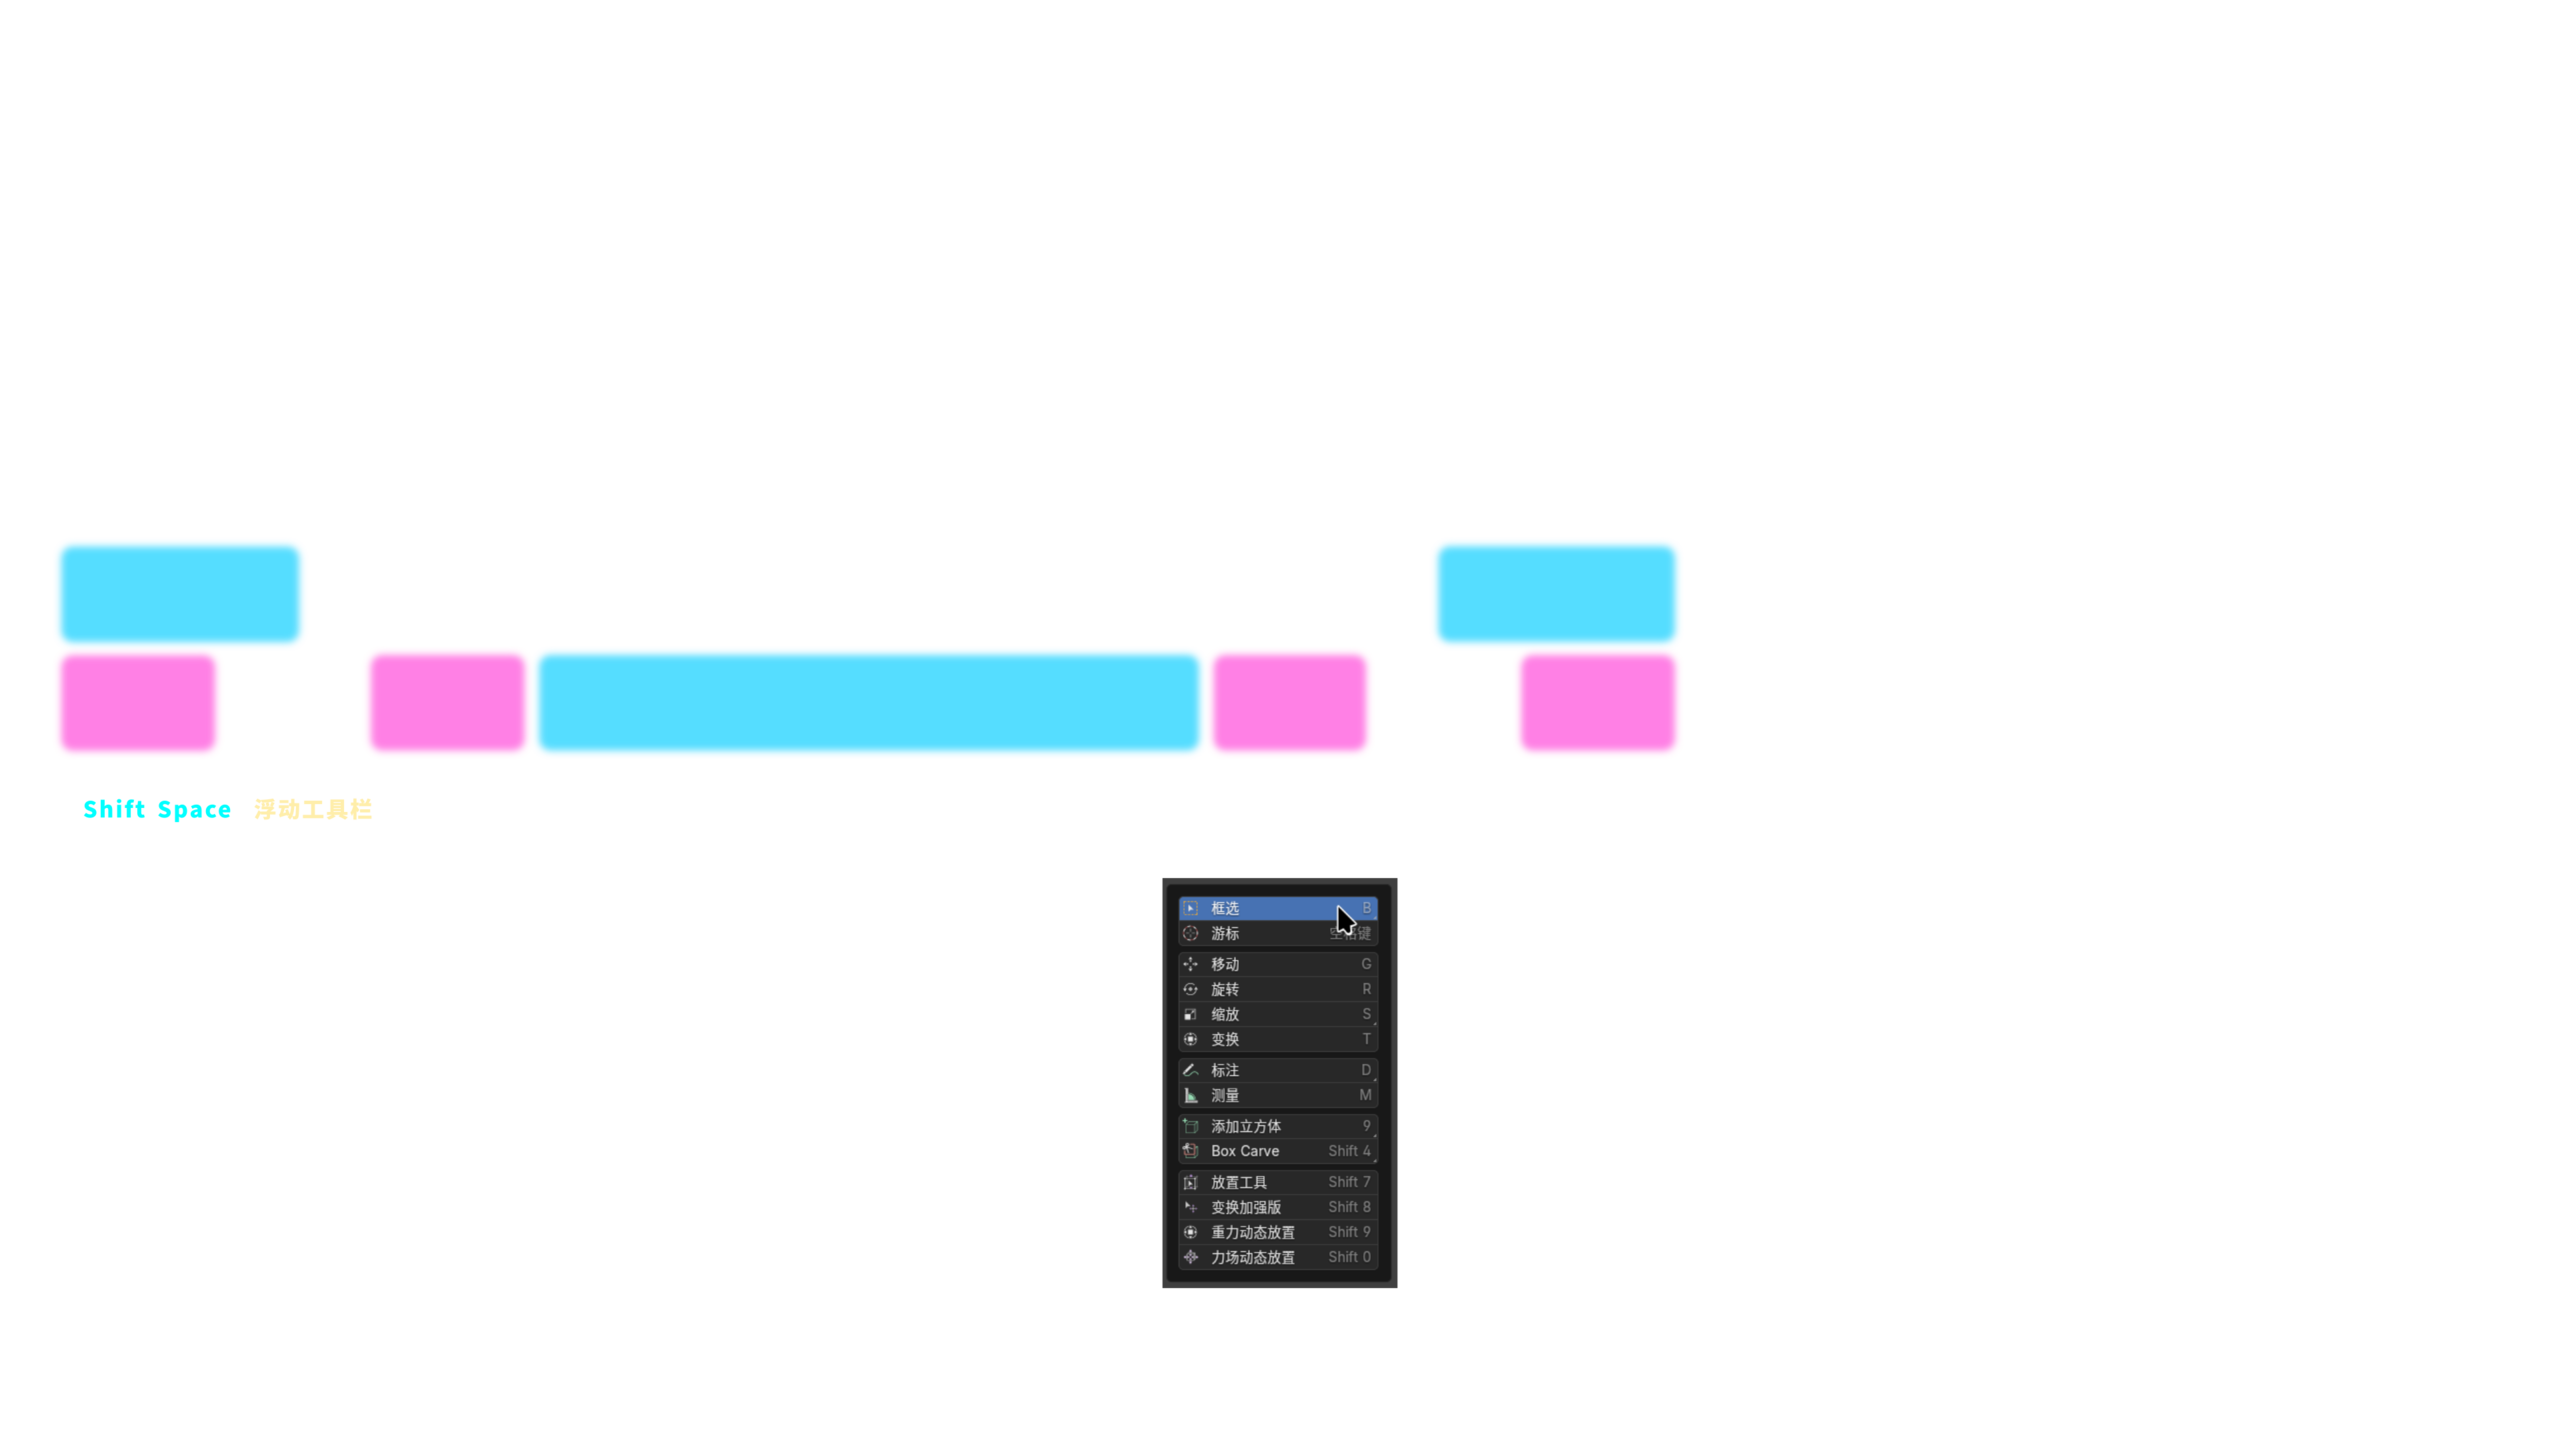 Shift Space 浮动工具栏
框选 B
游标 空格键
移动 G
旋转 R
缩放 S
变换 T
标注 D
测量 M
添加立方体 9
Box Carve Shift 4
放置工具 Shift 7
变换加强版 Shift 8
重力动态放置 Shift 9
力场动态放置 Shift 0